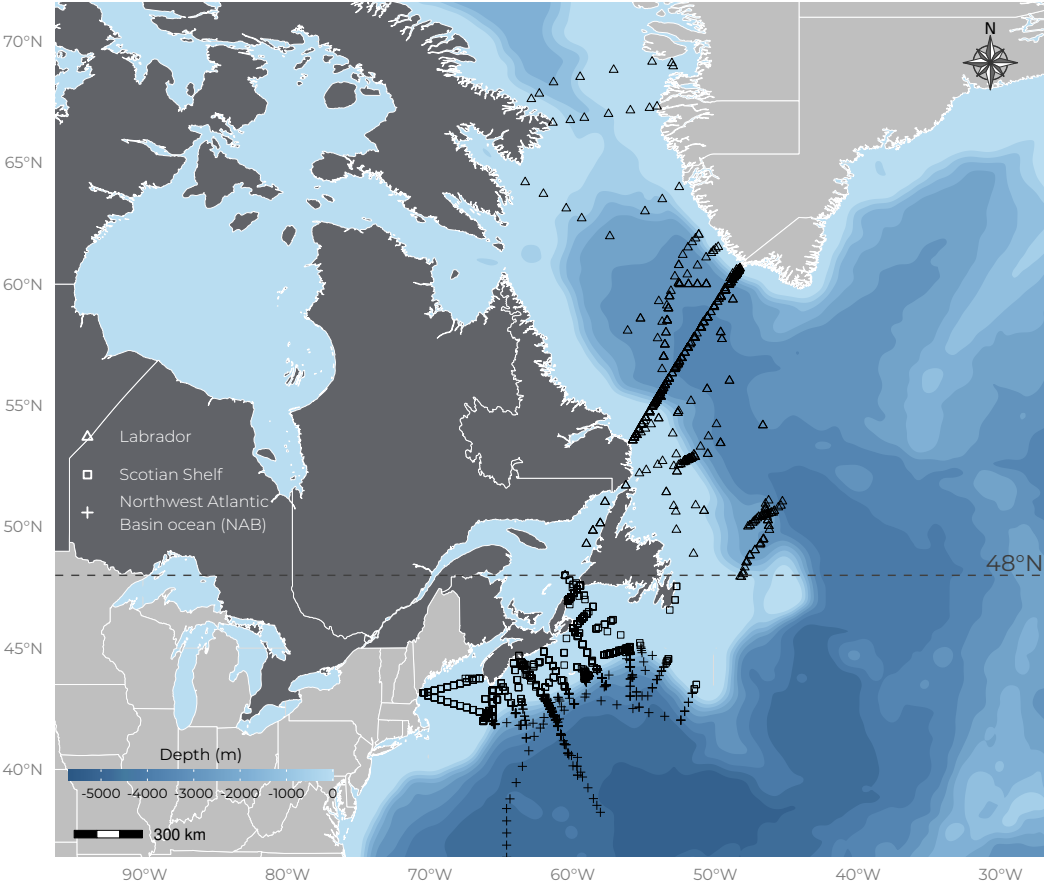 70°N
N
65°N
60°N
55°N
Labrador
Scotian Shelf
Northwest Atlantic
Basin ocean (NAB)
50°N
48°N
45°N
Depth (m)
40°N
-5000 -4000 -3000 -2000 -1000 0
300 km
90°W 80°W 70°W 60°W 50°W 40°W 30°W